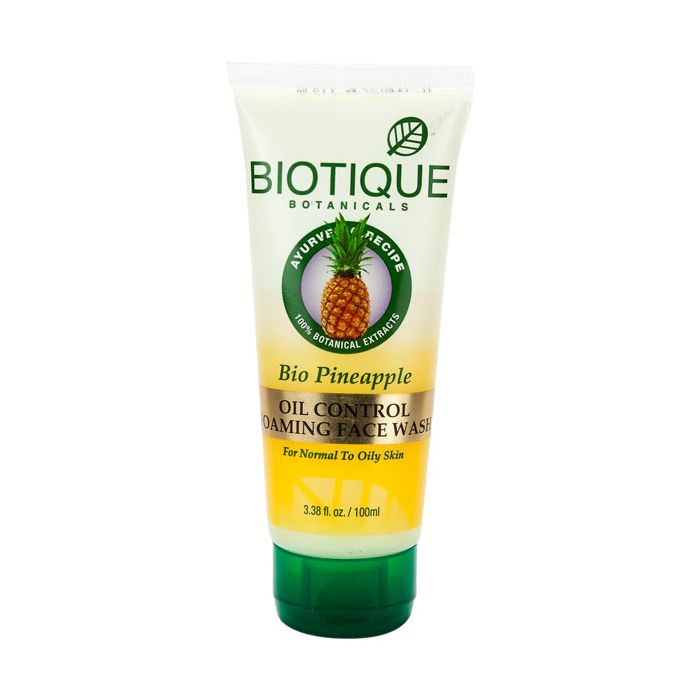 BIOTIQUE
BOTANICALS
AYURVE C RECIPE
100% BOTANICAL EXTRACTS
Bio Pineapple
OIL CONTROL
OAMING FACE WASH
For Normal To Oily Skin
3.38 fl. oz. / 100ml